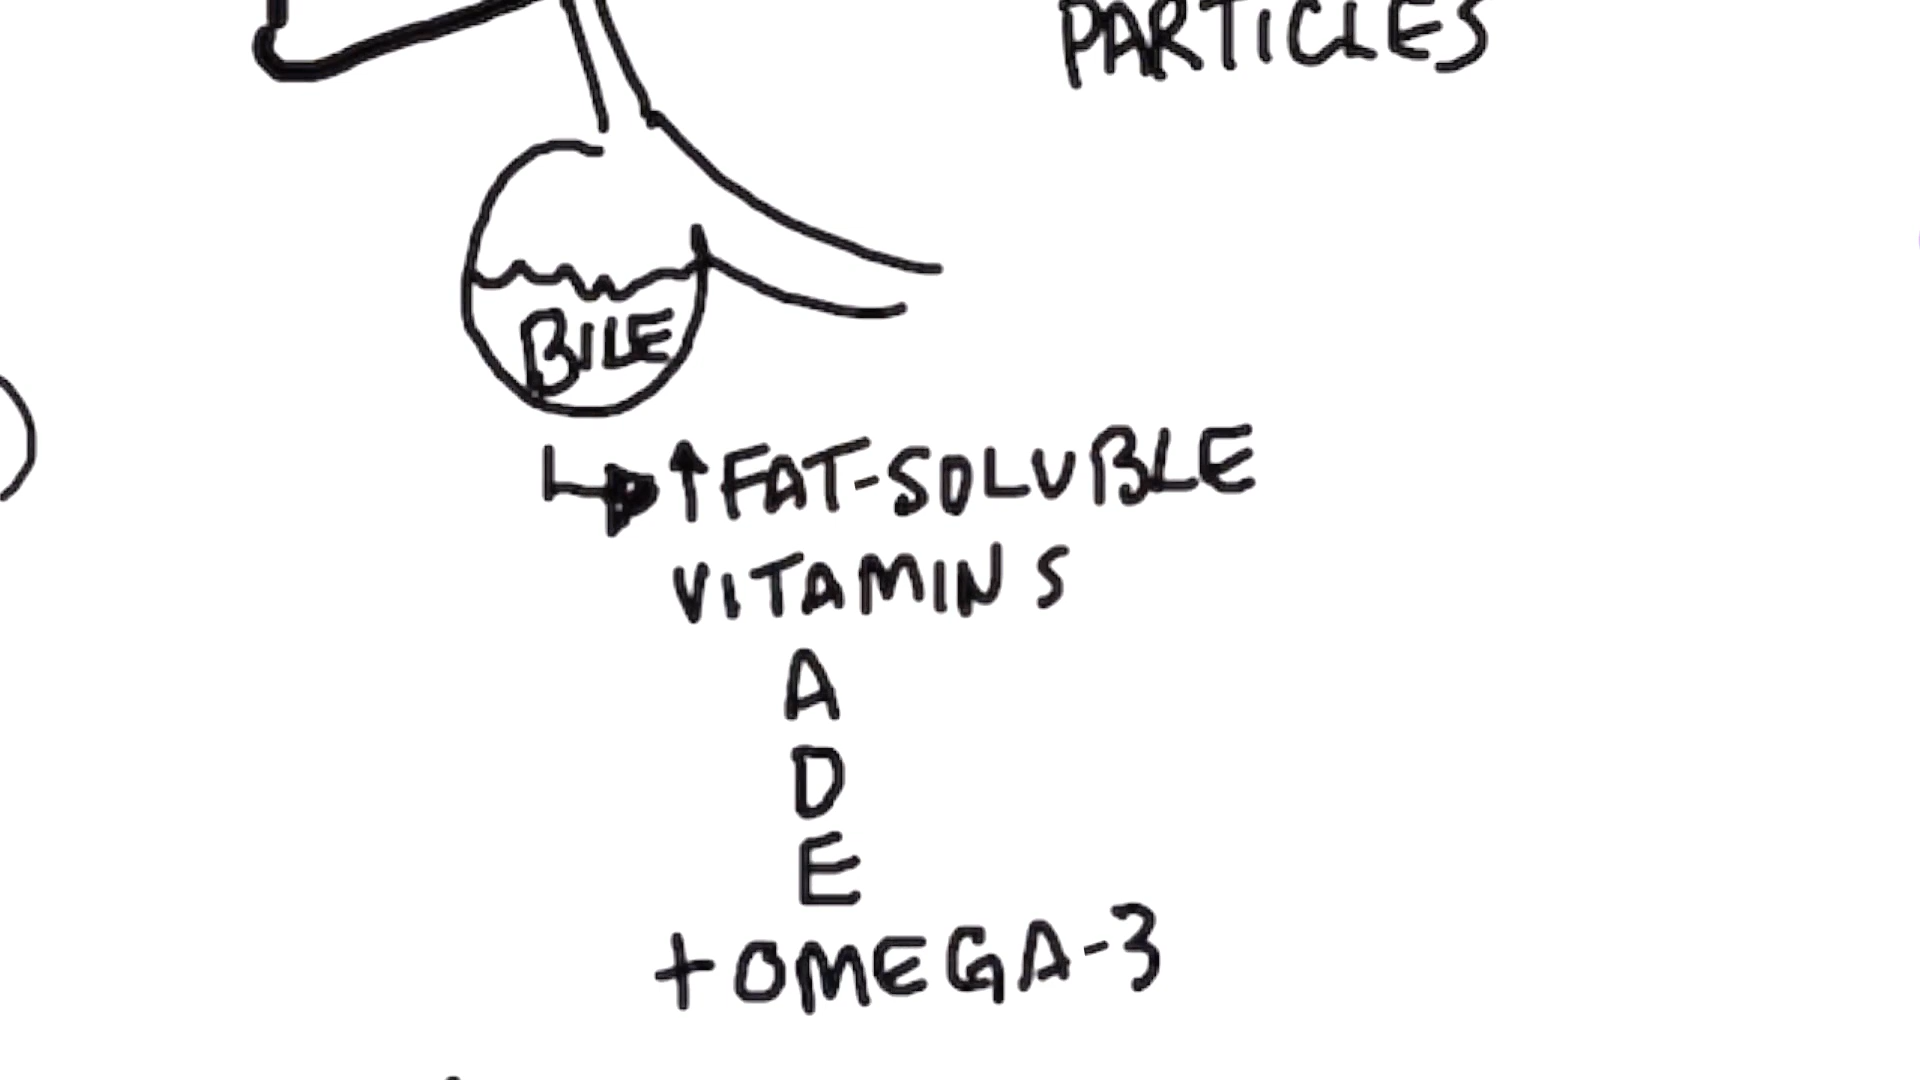 PARTICLES
BILE
↑FAT-SOLUBLE
VITAMINS
A
D
E
+OMEGA-3